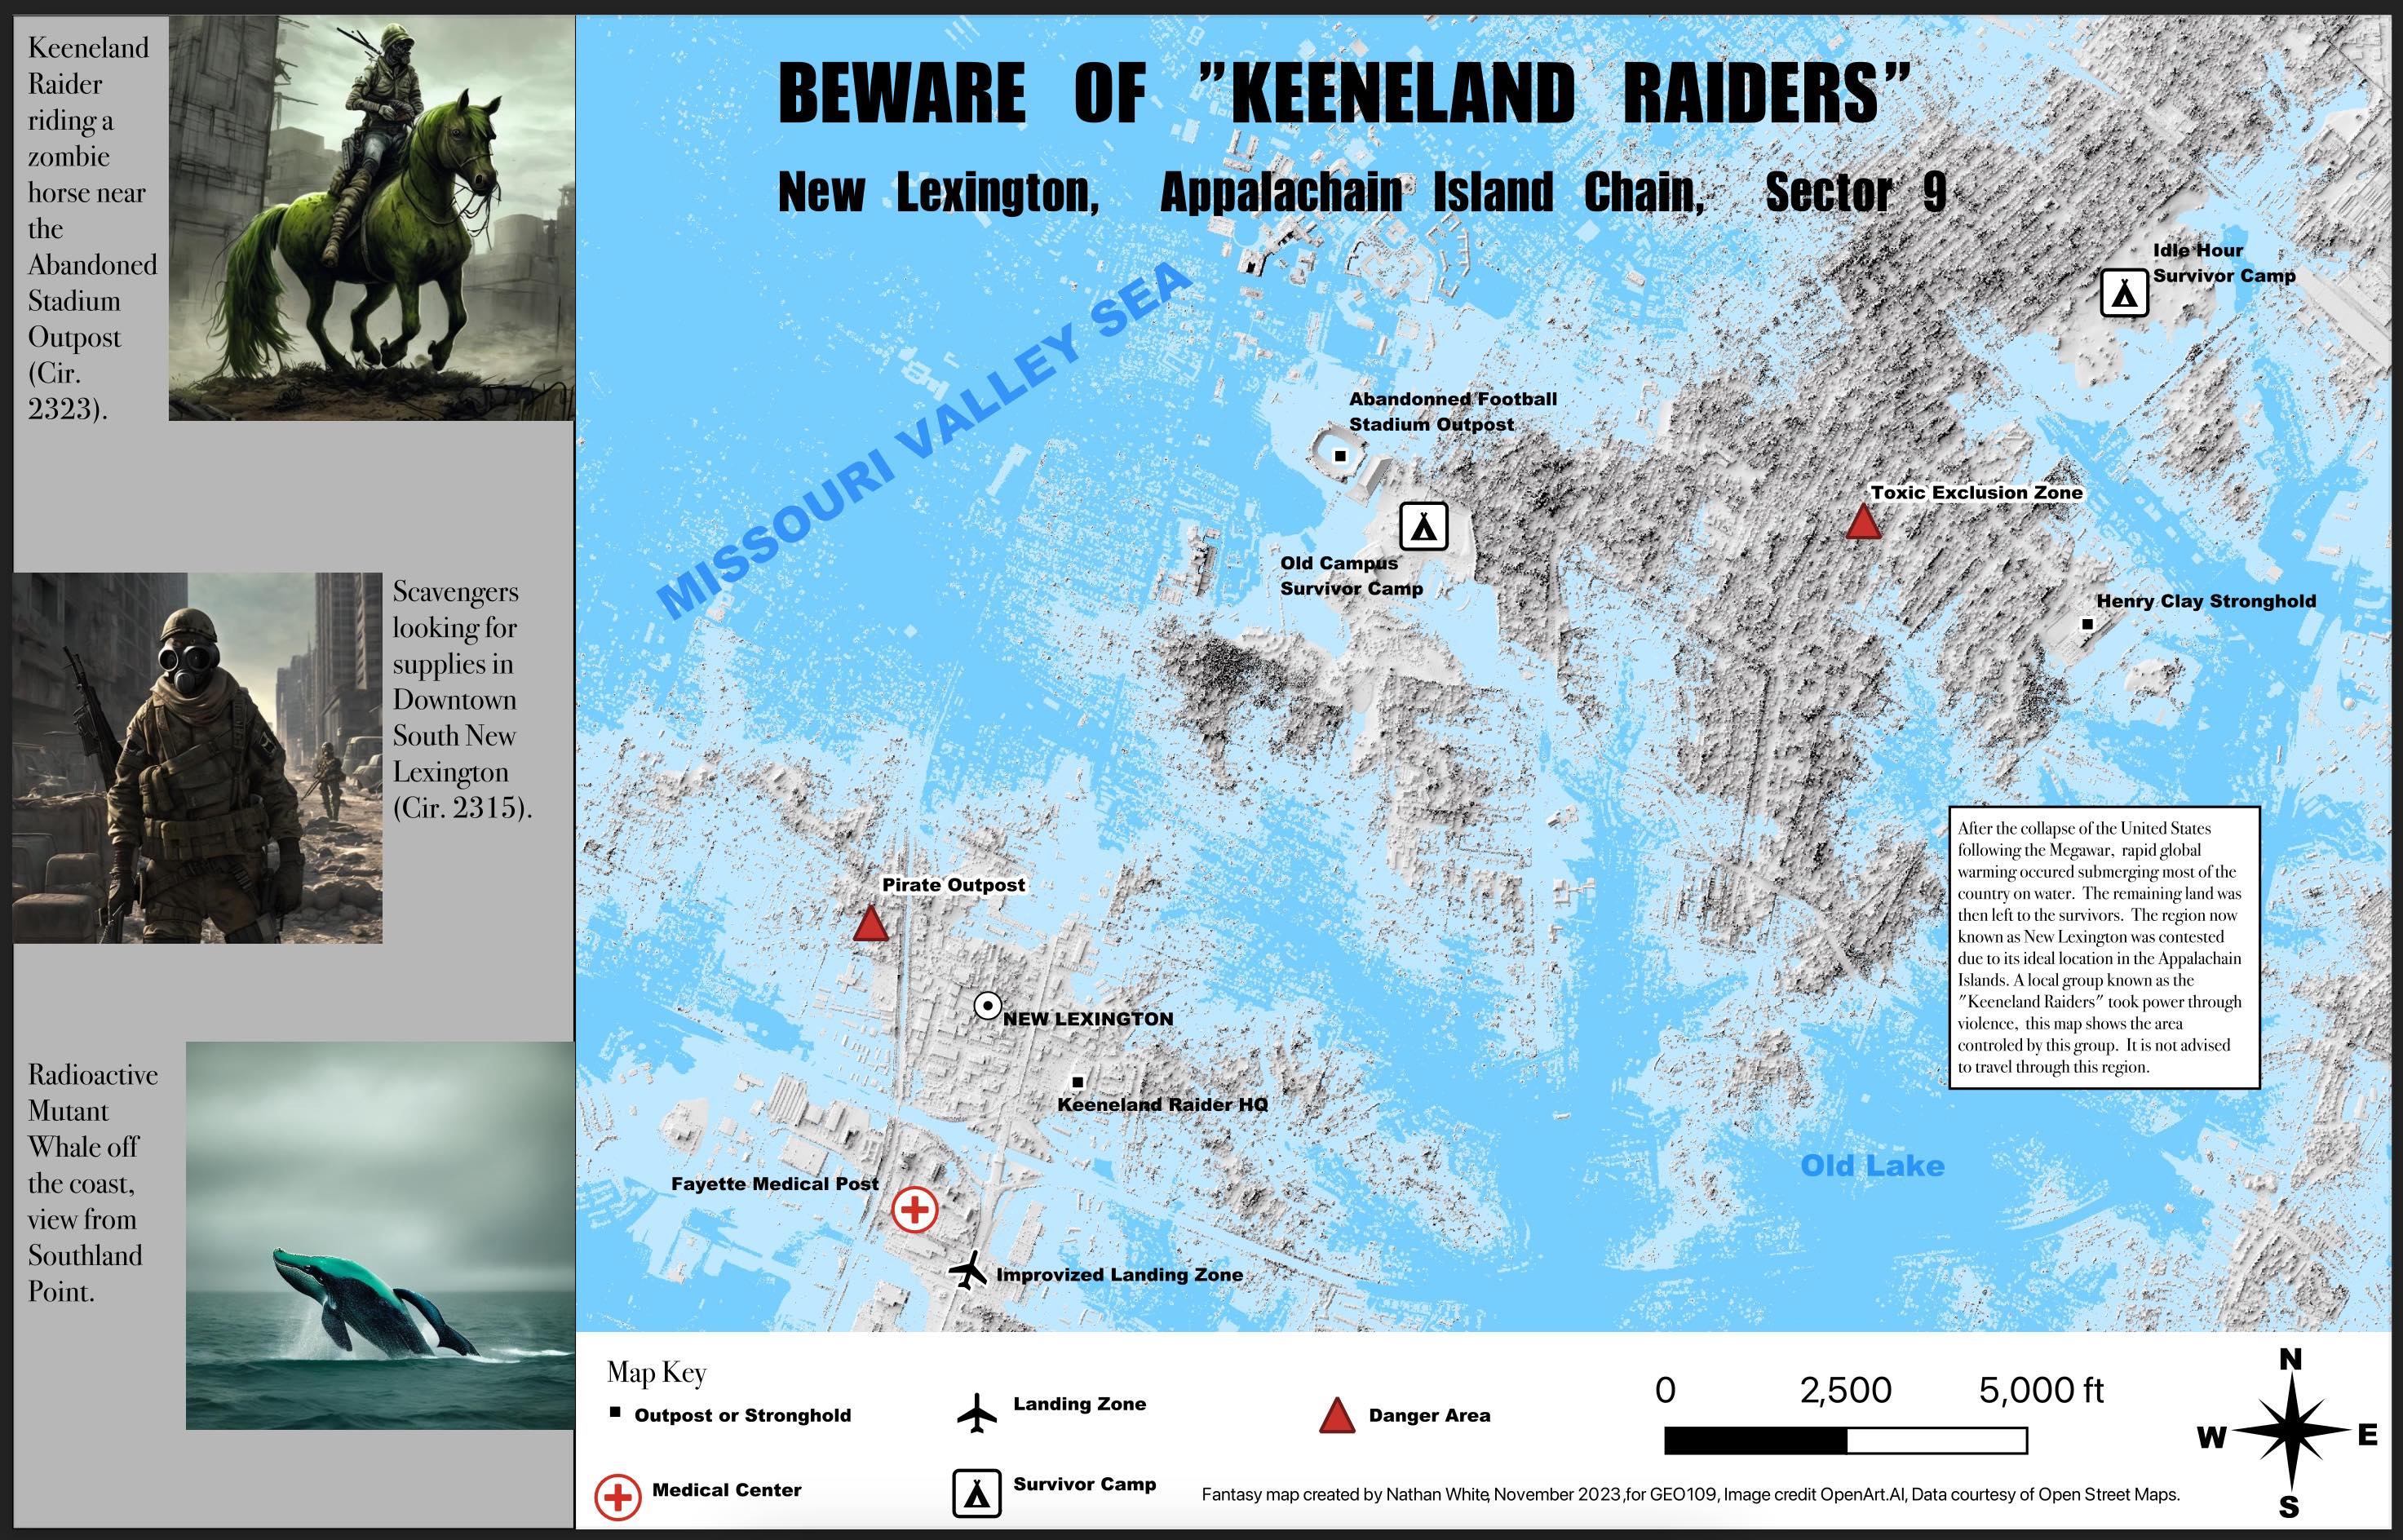 Keeneland
Raider
riding a
zombie
horse near
the
Abandoned
Stadium
Outpost
(Cir.
2323).
Scavengers
looking for
supplies in
Downtown
South New
Lexington
(Cir. 2315).
Radioactive
Mutant
Whale off
the coast,
view from
Southland
Point.
BEWARE OF "KEENELAND RAIDERS"
New Lexington, Appalachain Island Chain, Sector 9
MISSOURI VALLEY SEA
Idle Hour
Survivor Camp
Abandonned Football
Stadium Outpost
Toxic Exclusion Zone
Old Campus
Survivor Camp
Henry Clay Stronghold
Pirate Outpost
NEW LEXINGTON
Keeneland Raider HQ
Fayette Medical Post
Improvized Landing Zone
Old Lake
After the collapse of the United States
following the Megawar, rapid global
warming occured submerging most of the
country on water. The remaining land was
then left to the survivors. The region now
known as New Lexington was contested
due to its ideal location in the Appalachain
Islands. A local group known as the
"Keeneland Raiders" took power through
violence, this map shows the area
controled by this group. It is not advised
to travel through this region.
Map Key
Outpost or Stronghold
Landing Zone
Danger Area
Medical Center
Survivor Camp
0 2,500 5,000 ft
N
W E
S
Fantasy map created by Nathan White, November 2023,for GEO109, Image credit OpenArt.AI, Data courtesy of Open Street Maps.